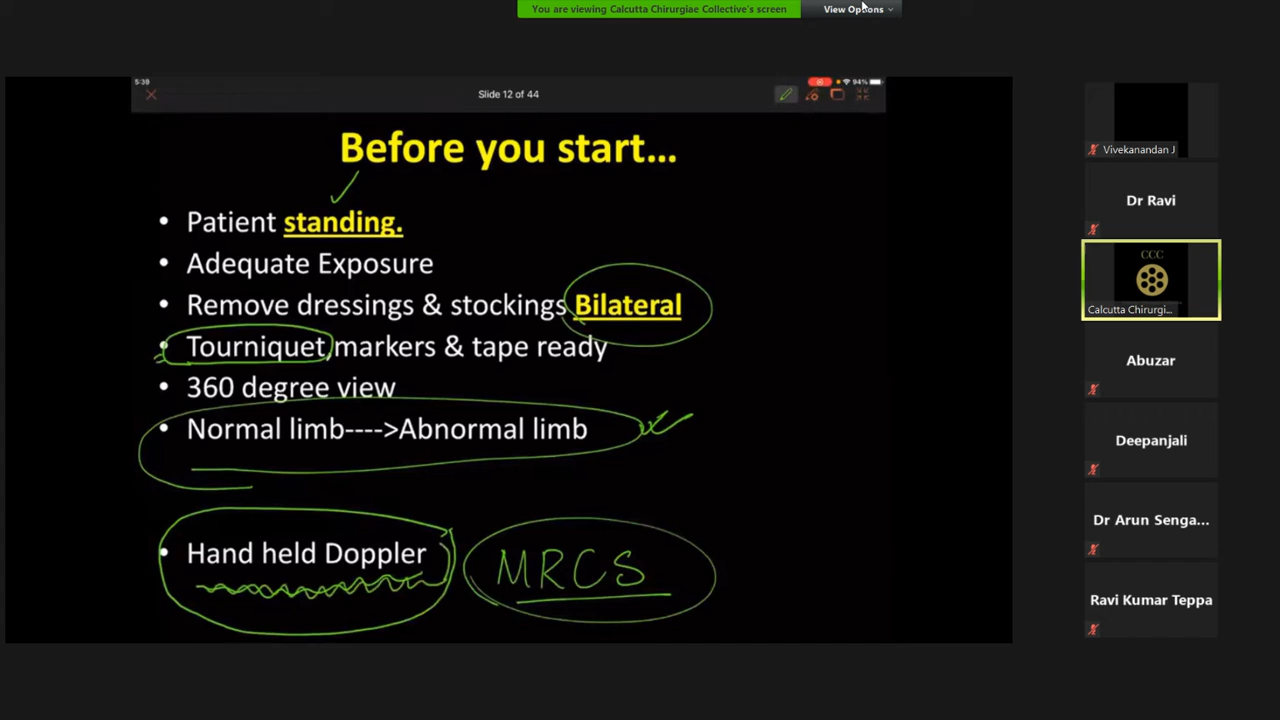 You are viewing Calcutta Chirurgiae Collective's screen
View Options
5:39
94%
Slide 12 of 44
Before you start...
• Patient standing.
• Adequate Exposure
• Remove dressings & stockings Bilateral
• Tourniquet,markers & tape ready
• 360 degree view
• Normal limb---->Abnormal limb
• Hand held Doppler
MRCS
Vivekanandan J
Dr Ravi
CCC
Calcutta Chirurgi...
Abuzar
Deepanjali
Dr Arun Senga...
Ravi Kumar Teppa